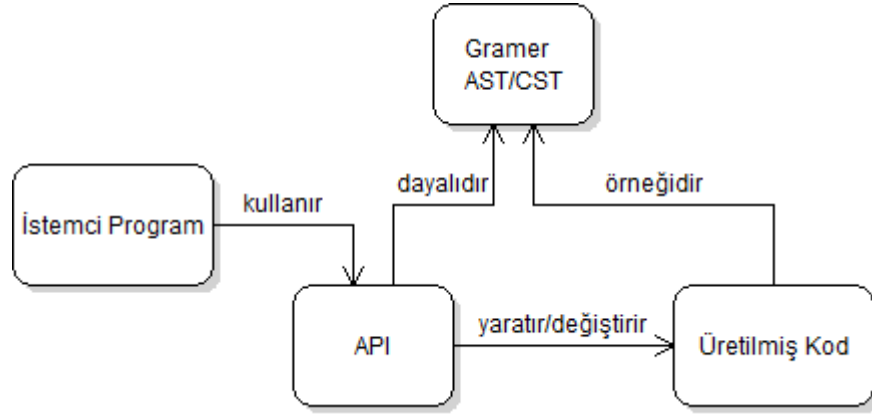 Gramer
AST/CST
kullanır
dayalıdır
örneğidir
İstemci Program
API
yaratır/değiştirir
Üretilmiş Kod